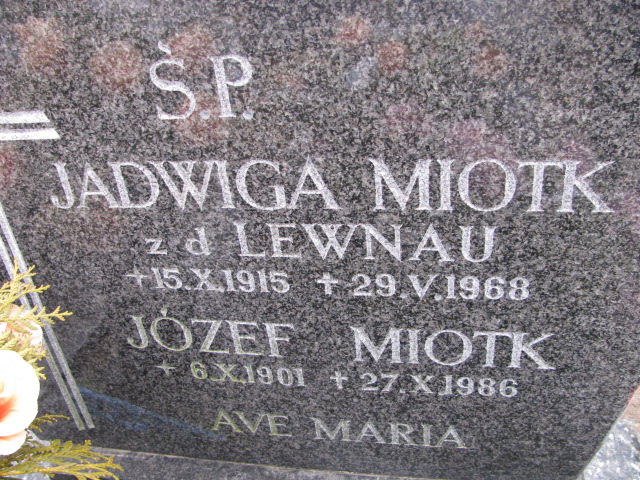 Ś.P.
JADWIGA MIOTK
z d LEWNAU
+15.X.1915 + 29.V.1968
JÓZEF MIOTK
+ 6.X.1901 + 27.X.1986
AVE MARIA